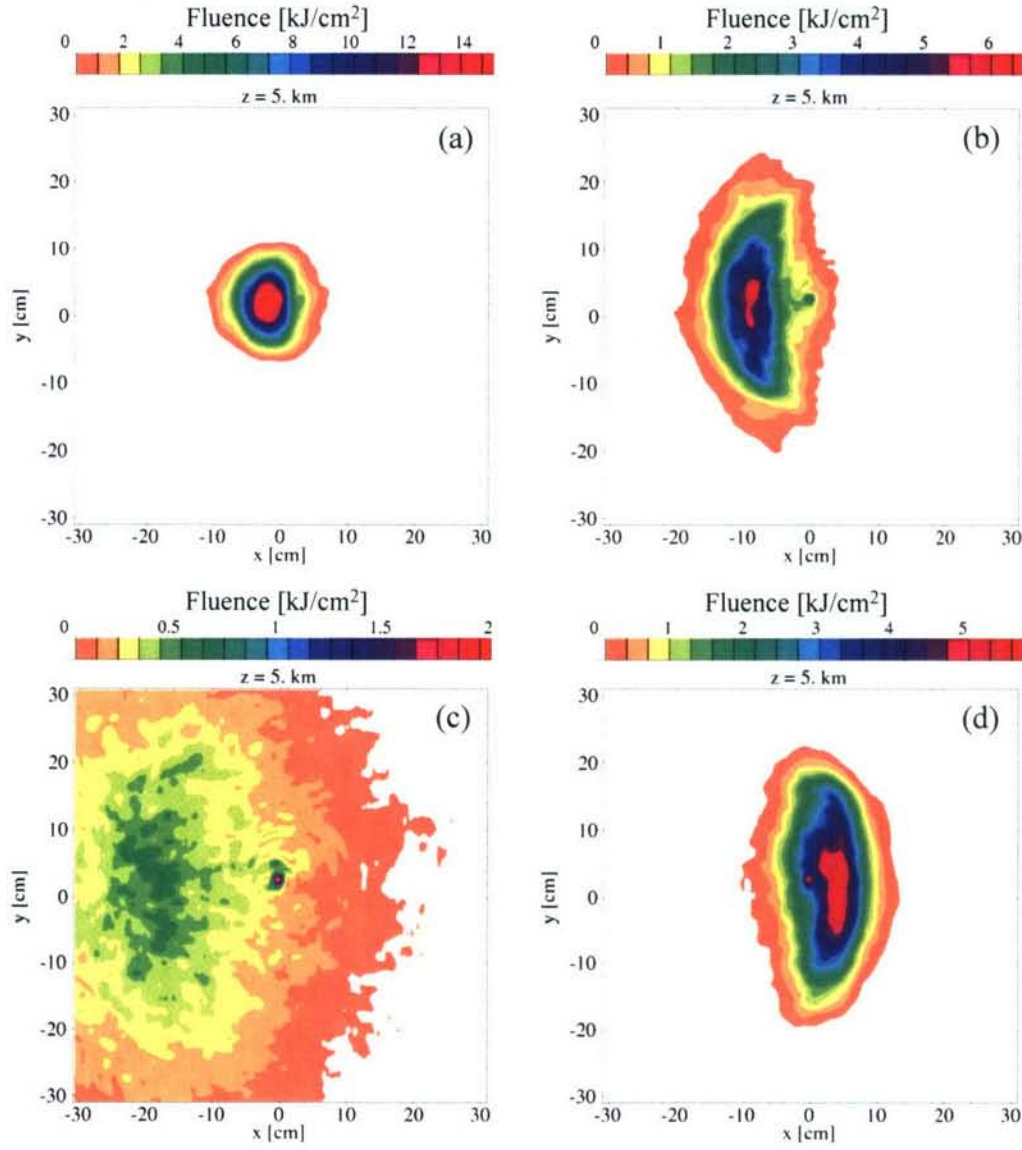 Fluence [kJ/cm²]
0 2 4 6 8 10 12 14
z = 5. km
(a)
30
20
10
0
-10
-20
-30
y [cm]
-30 -20 -10 0 10 20 30
x [cm]
Fluence [kJ/cm²]
0 1 2 3 4 5 6
z = 5. km
(b)
30
20
10
0
-10
-20
-30
y [cm]
-30 -20 -10 0 10 20 30
x [cm]
Fluence [kJ/cm²]
0 0.5 1 1.5 2
z = 5. km
(c)
30
20
10
0
-10
-20
-30
y [cm]
-30 -20 -10 0 10 20 30
x [cm]
Fluence [kJ/cm²]
0 1 2 3 4 5
z = 5. km
(d)
30
20
10
0
-10
-20
-30
y [cm]
-30 -20 -10 0 10 20 30
x [cm]